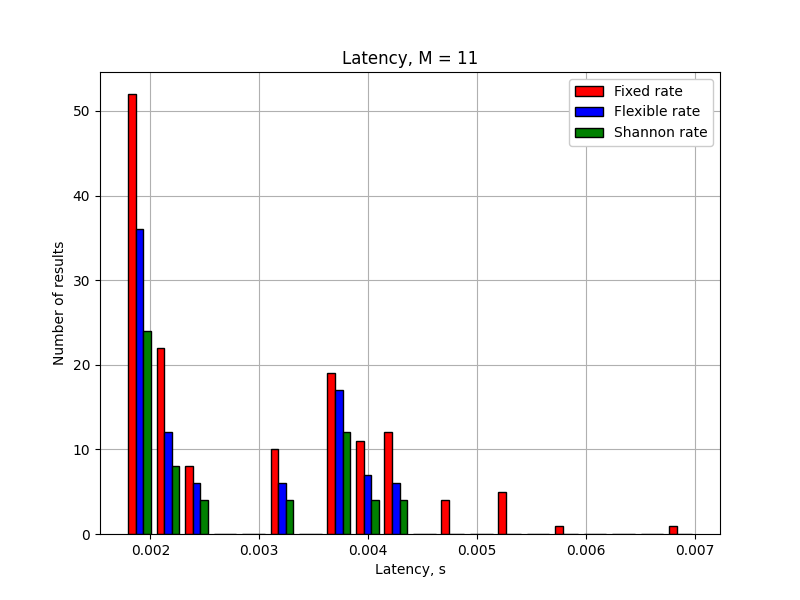 Latency, M = 11
Fixed rate
Flexible rate
Shannon rate
Number of results
50
40
30
20
10
0
0.002 0.003 0.004 0.005 0.006 0.007
Latency, s